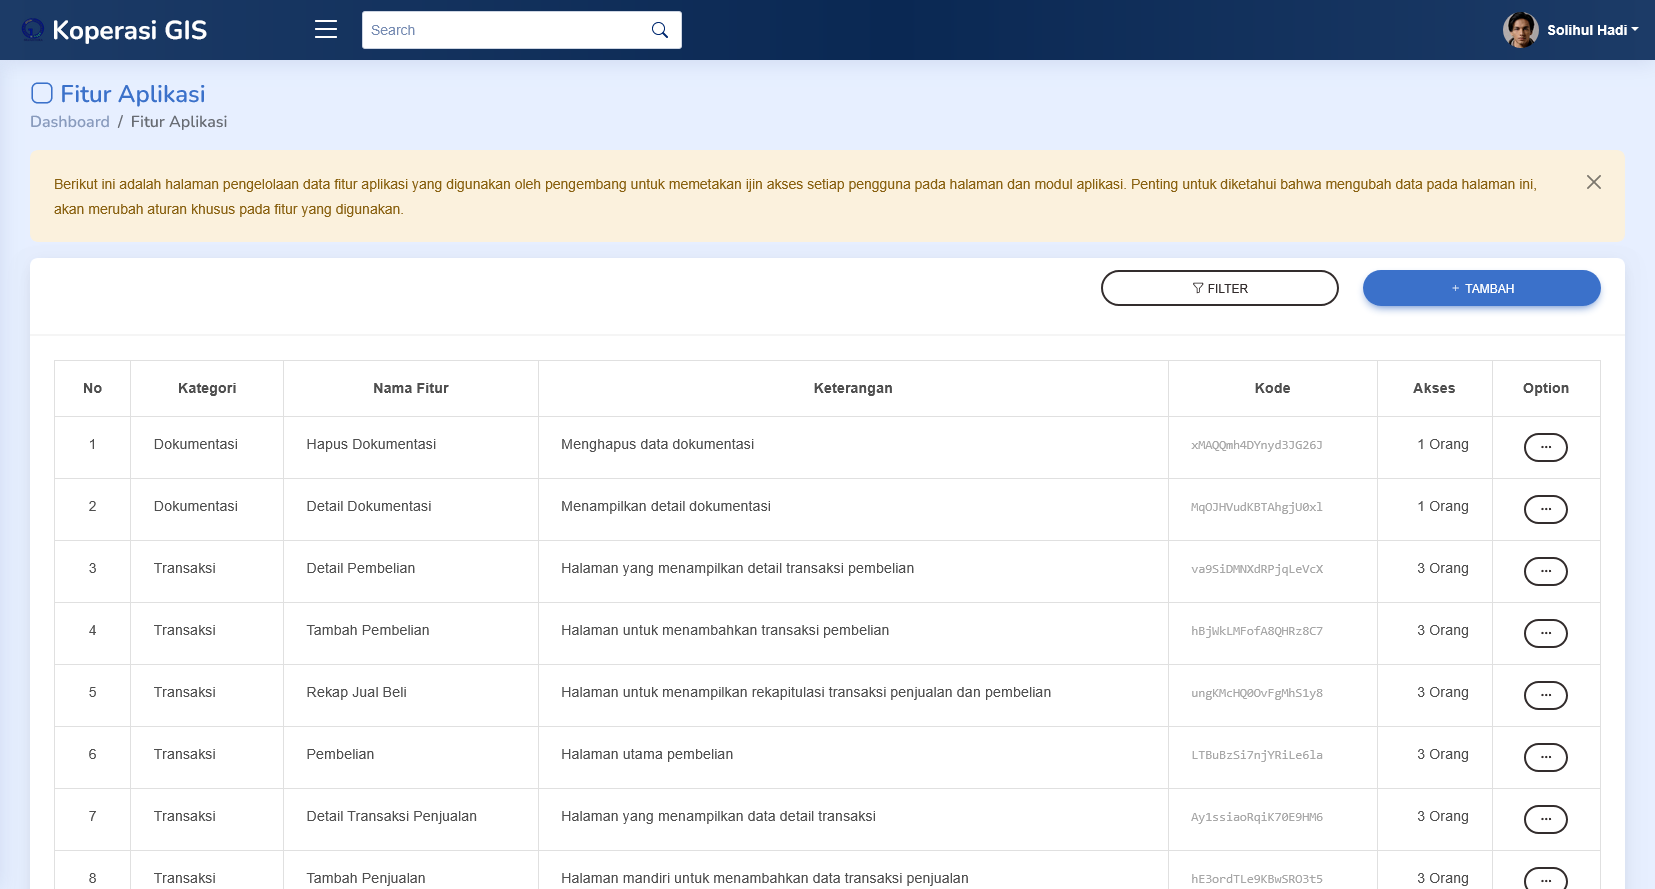 Koperasi GIS
Search
Solihul Hadi
Fitur Aplikasi
Dashboard / Fitur Aplikasi
Berikut ini adalah halaman pengelolaan data fitur aplikasi yang digunakan oleh pengembang untuk memetakan ijin akses setiap pengguna pada halaman dan modul aplikasi. Penting untuk diketahui bahwa mengubah data pada halaman ini,
akan merubah aturan khusus pada fitur yang digunakan.
FILTER
+ TAMBAH
No Kategori Nama Fitur Keterangan Kode Akses Option
1 Dokumentasi Hapus Dokumentasi Menghapus data dokumentasi xMAQQmh4DYnyd3JG26J 1 Orang ...
2 Dokumentasi Detail Dokumentasi Menampilkan detail dokumentasi MqOJHVudKBTAhgjU0xl 1 Orang ...
3 Transaksi Detail Pembelian Halaman yang menampilkan detail transaksi pembelian va9SiDMNXdRPjqLeVcX 3 Orang ...
4 Transaksi Tambah Pembelian Halaman untuk menambahkan transaksi pembelian hBjWkLMFofA8QHRz8C7 3 Orang ...
5 Transaksi Rekap Jual Beli Halaman untuk menampilkan rekapitulasi transaksi penjualan dan pembelian ungKMcHQ0OvFgMhS1y8 3 Orang ...
6 Transaksi Pembelian Halaman utama pembelian LTBuBzSi7njYRiLe6la 3 Orang ...
7 Transaksi Detail Transaksi Penjualan Halaman yang menampilkan data detail transaksi Ay1ssiaoRqiK70E9HM6 3 Orang ...
8 Transaksi Tambah Penjualan Halaman mandiri untuk menambahkan data transaksi penjualan hE3ordTLe9KBwSRO3t5 3 Orang ...